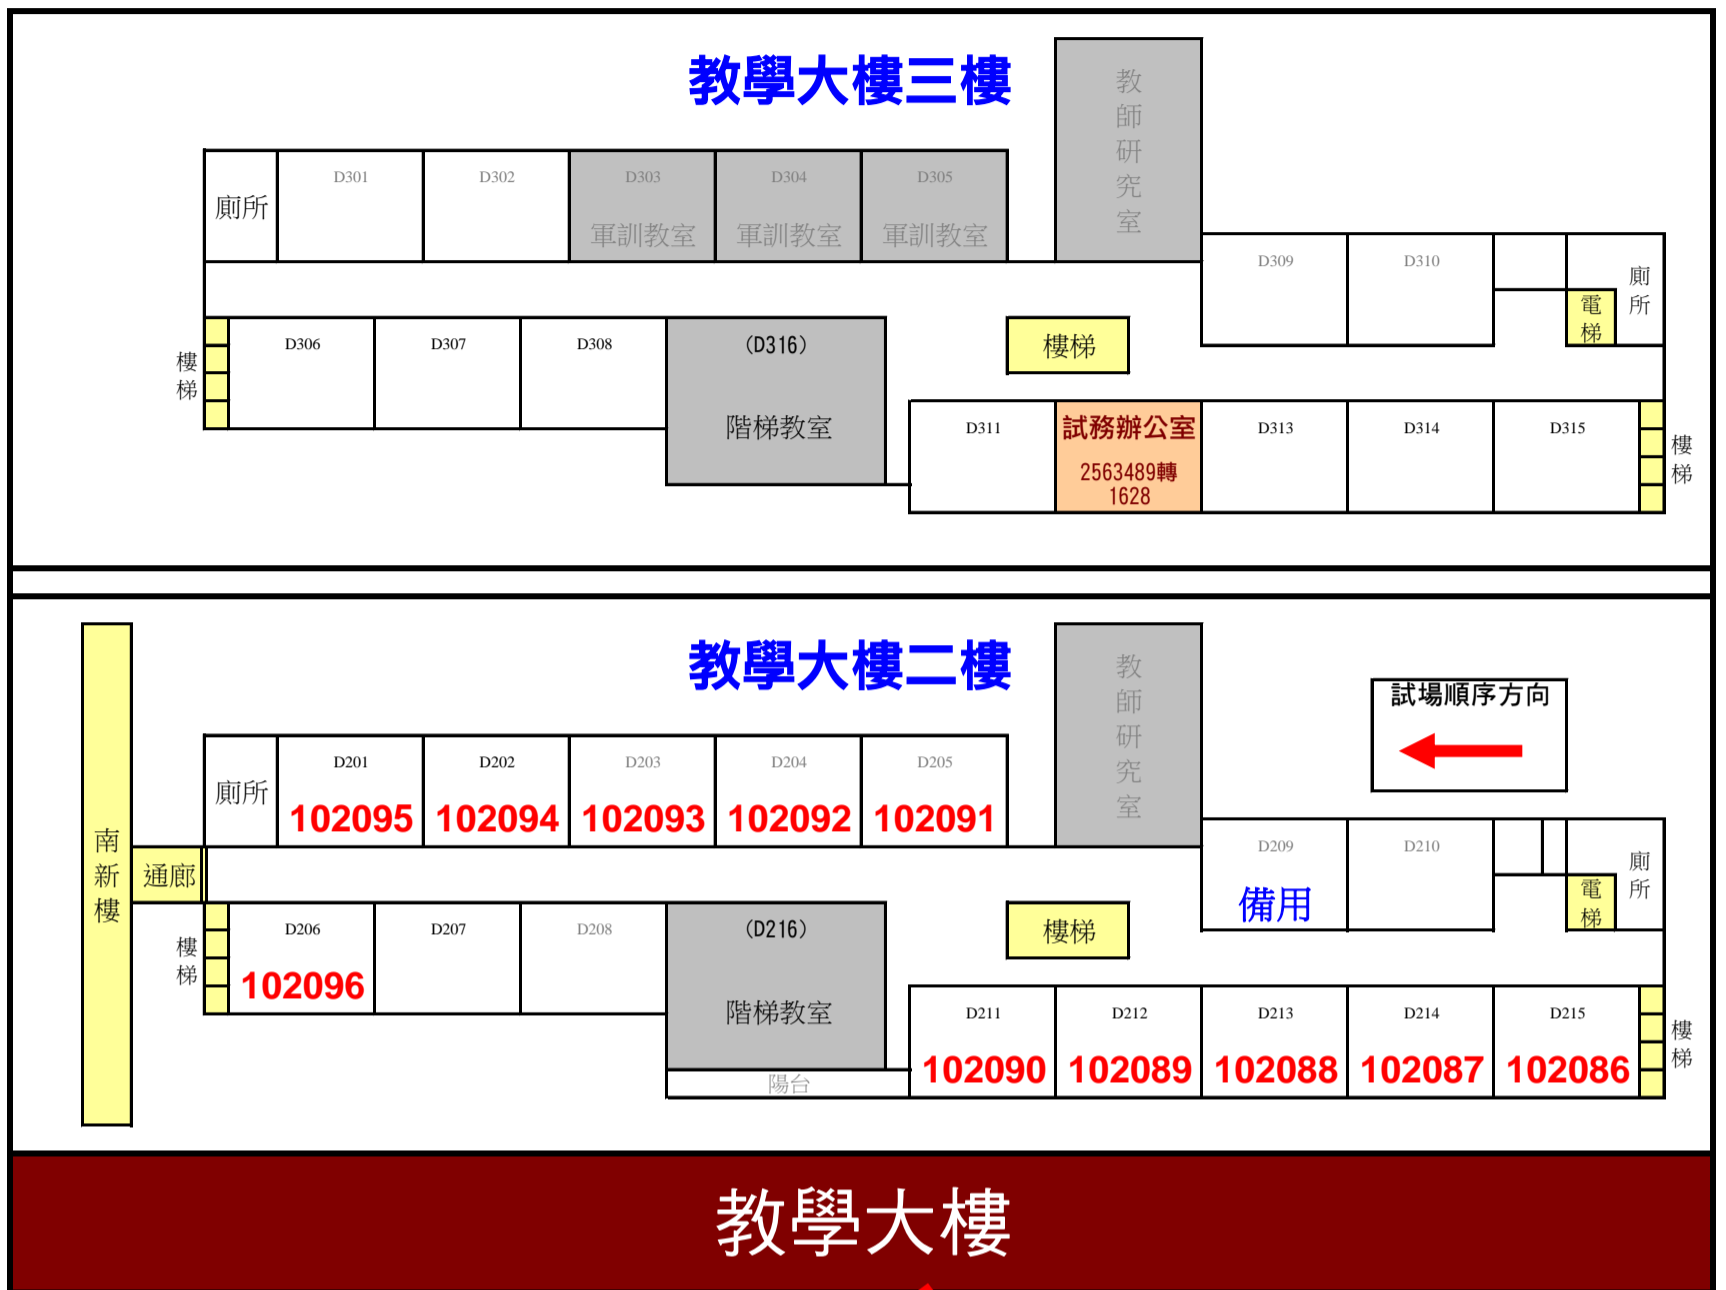 教學大樓三樓
教師研究室
廁所
D301
D302
D303
軍訓教室
D304
軍訓教室
D305
軍訓教室
D309
D310
廁所
電梯
樓梯
D306
D307
D308
(D316)
階梯教室
樓梯
D311
試務辦公室
2563489轉
1628
D313
D314
D315
樓梯
教學大樓二樓
教師研究室
試場順序方向
南新樓
通廊
廁所
D201
102095
D202
102094
D203
102093
D204
102092
D205
102091
D209
備用
D210
廁所
電梯
樓梯
D206
102096
D207
D208
(D216)
階梯教室
陽台
樓梯
D211
102090
D212
102089
D213
102088
D214
102087
D215
102086
樓梯
教學大樓